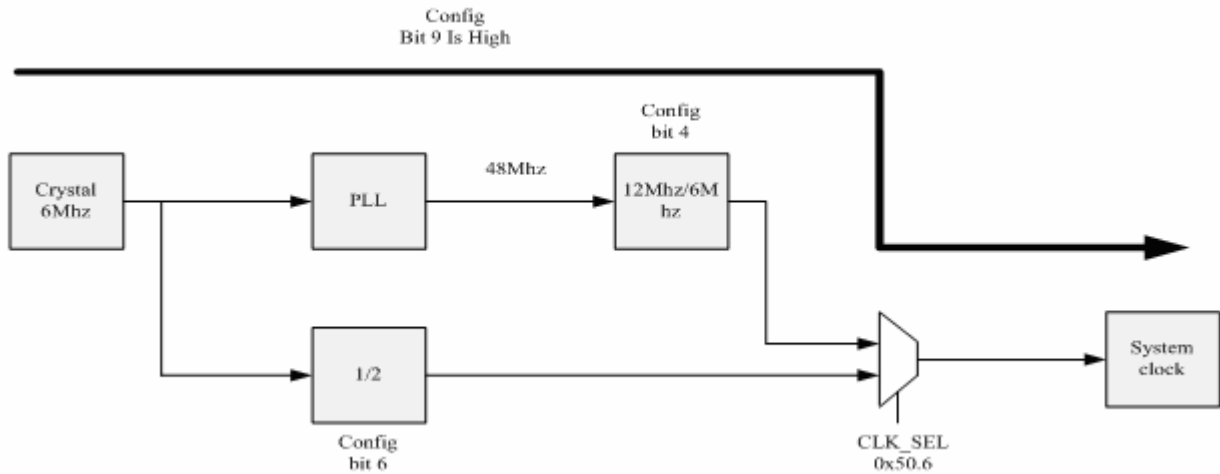 Config
Bit 9 Is High
Config
bit 4
Crystal
6Mhz
PLL
48Mhz
12Mhz/6M
hz
1/2
Config
bit 6
System
clock
CLK_SEL
0x50.6